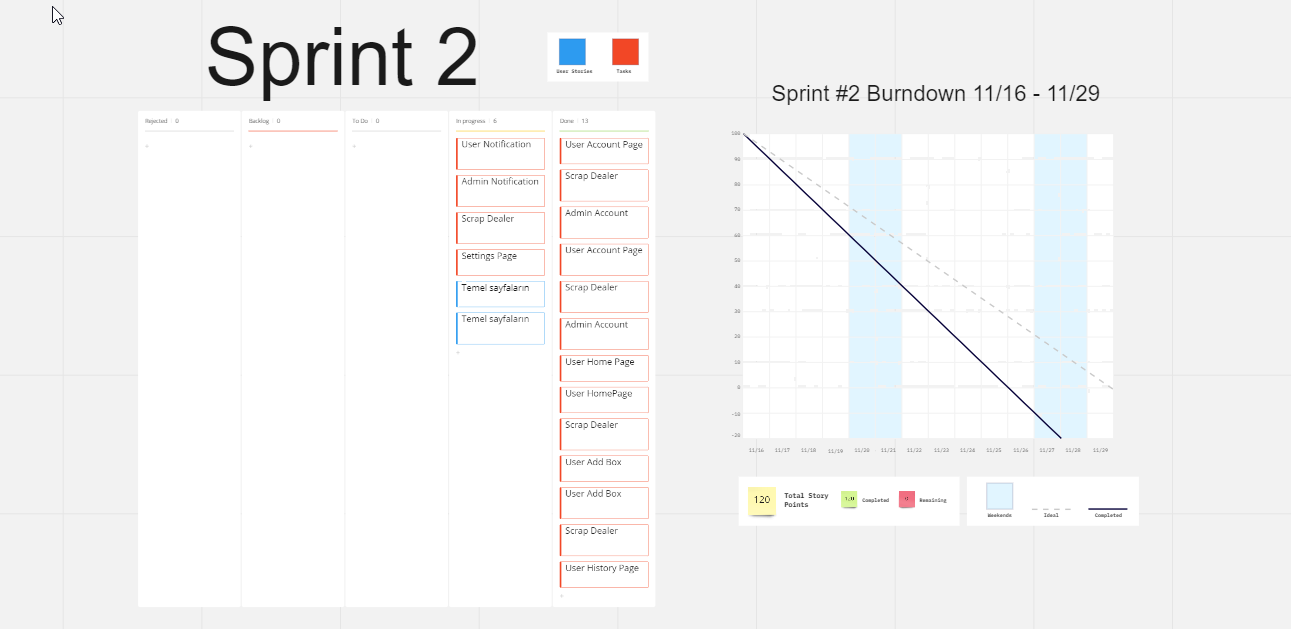 Sprint 2
User Stories
Tasks
Sprint #2 Burndown 11/16 - 11/29
Rejected 0
Backlog 0
To Do 0
In progress 6
Done 13
User Notification
Admin Notification
Scrap Dealer
Settings Page
Temel sayfaların
Temel sayfaların
User Account Page
Scrap Dealer
Admin Account
User Account Page
Scrap Dealer
Admin Account
User Home Page
User HomePage
Scrap Dealer
User Add Box
User Add Box
Scrap Dealer
User History Page
100
90
80
70
60
50
40
30
20
10
0
-10
-20
11/16 11/17 11/18 11/19 11/20 11/21 11/22 11/23 11/24 11/25 11/26 11/27 11/28 11/29
120
Total Story
Points
Completed
0
Remaining
Weekends
Ideal
Completed